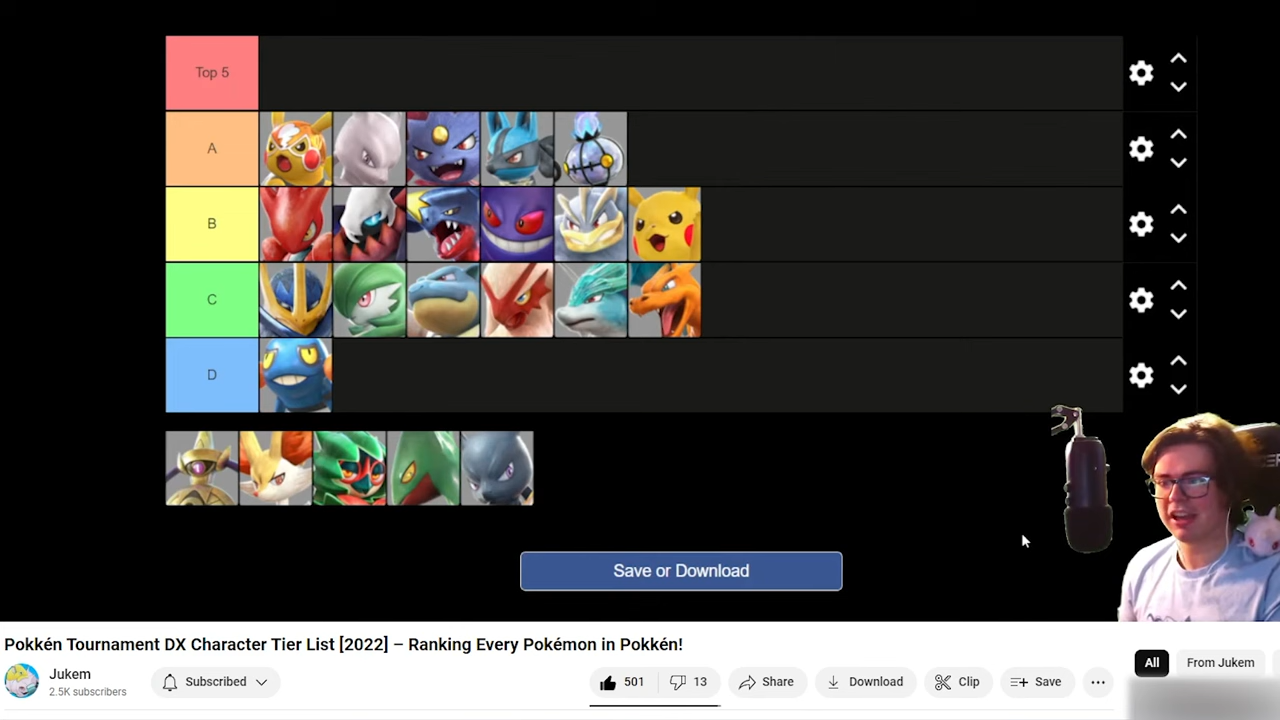 Top 5
A
B
C
D
Save or Download
Pokkén Tournament DX Character Tier List [2022] – Ranking Every Pokémon in Pokkén!
Jukem
2.5K subscribers
Subscribed
501
13
Share
Download
Clip
Save
All
From Jukem